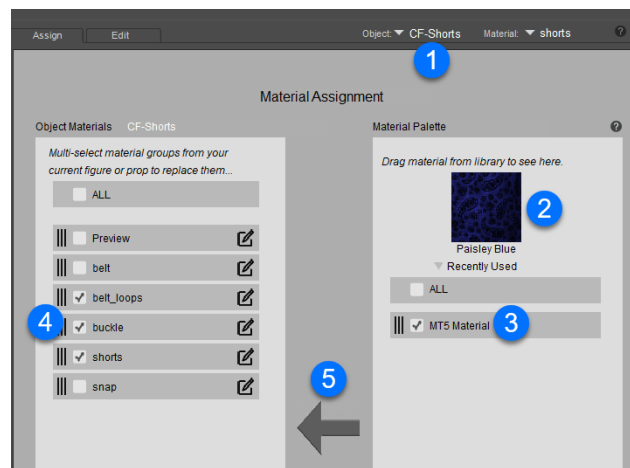 Assign Edit Object: CF-Shorts Material: shorts ?
1
Material Assignment
Object Materials CF-Shorts
Multi-select material groups from your
current figure or prop to replace them...
ALL
Preview
belt
belt_loops
4
buckle
shorts
snap
5
Material Palette ?
Drag material from library to see here.
2
Paisley Blue
Recently Used
ALL
MT5 Material
3